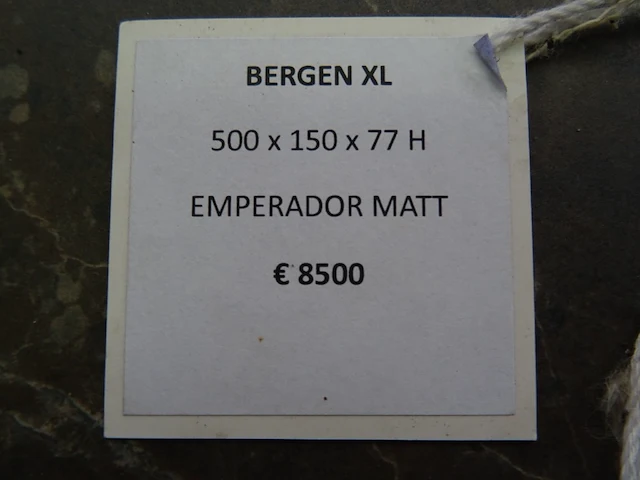 BERGEN XL
500 x 150 x 77 H
EMPERADOR MATT
€ 8500